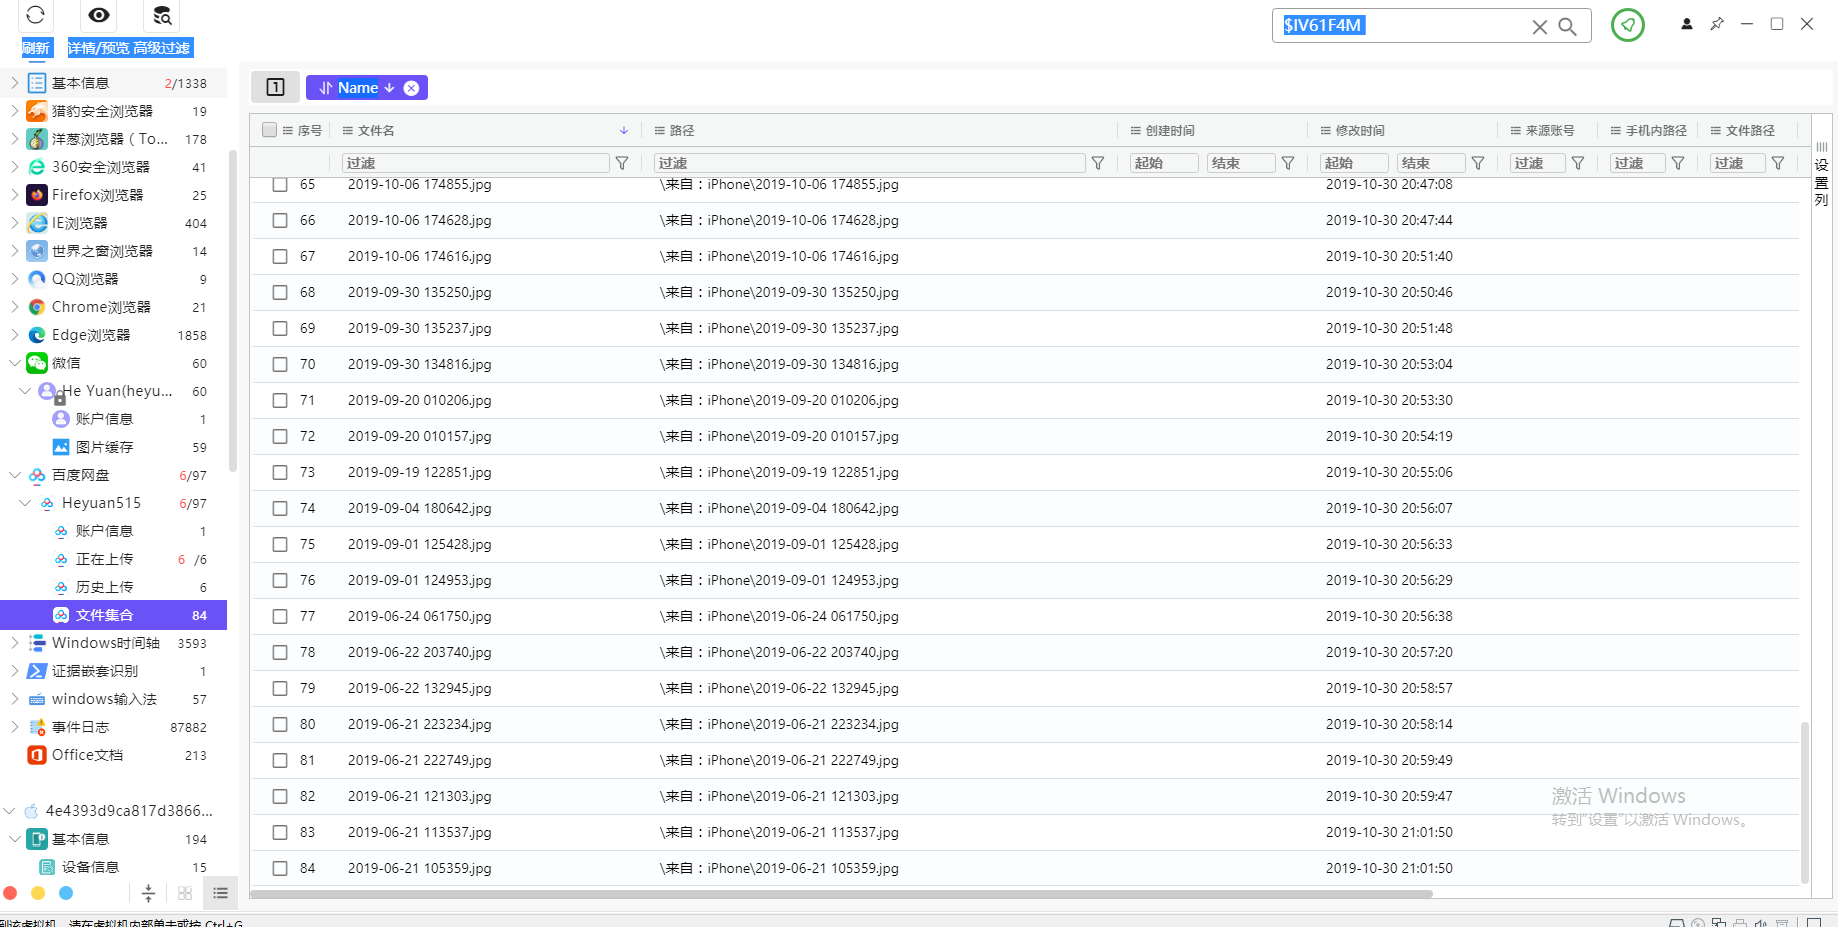 $IV61F4M
刷新 详情/预览 高级过滤
基本信息 2/1338
猎豹安全浏览器 19
洋葱浏览器（To... 178
360安全浏览器 41
Firefox浏览器 25
IE浏览器 404
世界之窗浏览器 14
QQ浏览器 9
Chrome浏览器 21
Edge浏览器 1858
微信 60
He Yuan(heyu... 60
账户信息 1
图片缓存 59
百度网盘 6/97
Heyuan515 6/97
账户信息 1
正在上传 6 /6
历史上传 6
文件集合 84
Windows时间轴 3593
证据嵌套识别 1
windows输入法 57
事件日志 87882
Office文档 213
4e4393d9ca817d3866...
基本信息 194
设备信息 15
1 Name
序号 文件名 路径 创建时间 修改时间 来源账号 手机内路径 文件路径
过滤 过滤 起始 结束 起始 结束 过滤 过滤 过滤
设置列
65 2019-10-06 174855.jpg \来自：iPhone\2019-10-06 174855.jpg 2019-10-30 20:47:08
66 2019-10-06 174628.jpg \来自：iPhone\2019-10-06 174628.jpg 2019-10-30 20:47:44
67 2019-10-06 174616.jpg \来自：iPhone\2019-10-06 174616.jpg 2019-10-30 20:51:40
68 2019-09-30 135250.jpg \来自：iPhone\2019-09-30 135250.jpg 2019-10-30 20:50:46
69 2019-09-30 135237.jpg \来自：iPhone\2019-09-30 135237.jpg 2019-10-30 20:51:48
70 2019-09-30 134816.jpg \来自：iPhone\2019-09-30 134816.jpg 2019-10-30 20:53:04
71 2019-09-20 010206.jpg \来自：iPhone\2019-09-20 010206.jpg 2019-10-30 20:53:30
72 2019-09-20 010157.jpg \来自：iPhone\2019-09-20 010157.jpg 2019-10-30 20:54:19
73 2019-09-19 122851.jpg \来自：iPhone\2019-09-19 122851.jpg 2019-10-30 20:55:06
74 2019-09-04 180642.jpg \来自：iPhone\2019-09-04 180642.jpg 2019-10-30 20:56:07
75 2019-09-01 125428.jpg \来自：iPhone\2019-09-01 125428.jpg 2019-10-30 20:56:33
76 2019-09-01 124953.jpg \来自：iPhone\2019-09-01 124953.jpg 2019-10-30 20:56:29
77 2019-06-24 061750.jpg \来自：iPhone\2019-06-24 061750.jpg 2019-10-30 20:56:38
78 2019-06-22 203740.jpg \来自：iPhone\2019-06-22 203740.jpg 2019-10-30 20:57:20
79 2019-06-22 132945.jpg \来自：iPhone\2019-06-22 132945.jpg 2019-10-30 20:58:57
80 2019-06-21 223234.jpg \来自：iPhone\2019-06-21 223234.jpg 2019-10-30 20:58:14
81 2019-06-21 222749.jpg \来自：iPhone\2019-06-21 222749.jpg 2019-10-30 20:59:49
82 2019-06-21 121303.jpg \来自：iPhone\2019-06-21 121303.jpg 2019-10-30 20:59:47
83 2019-06-21 113537.jpg \来自：iPhone\2019-06-21 113537.jpg 2019-10-30 21:01:50
84 2019-06-21 105359.jpg \来自：iPhone\2019-06-21 105359.jpg 2019-10-30 21:01:50
激活 Windows
转到"设置"以激活 Windows。
到该虚拟机，请在虚拟机内部单击或按 Ctrl+G